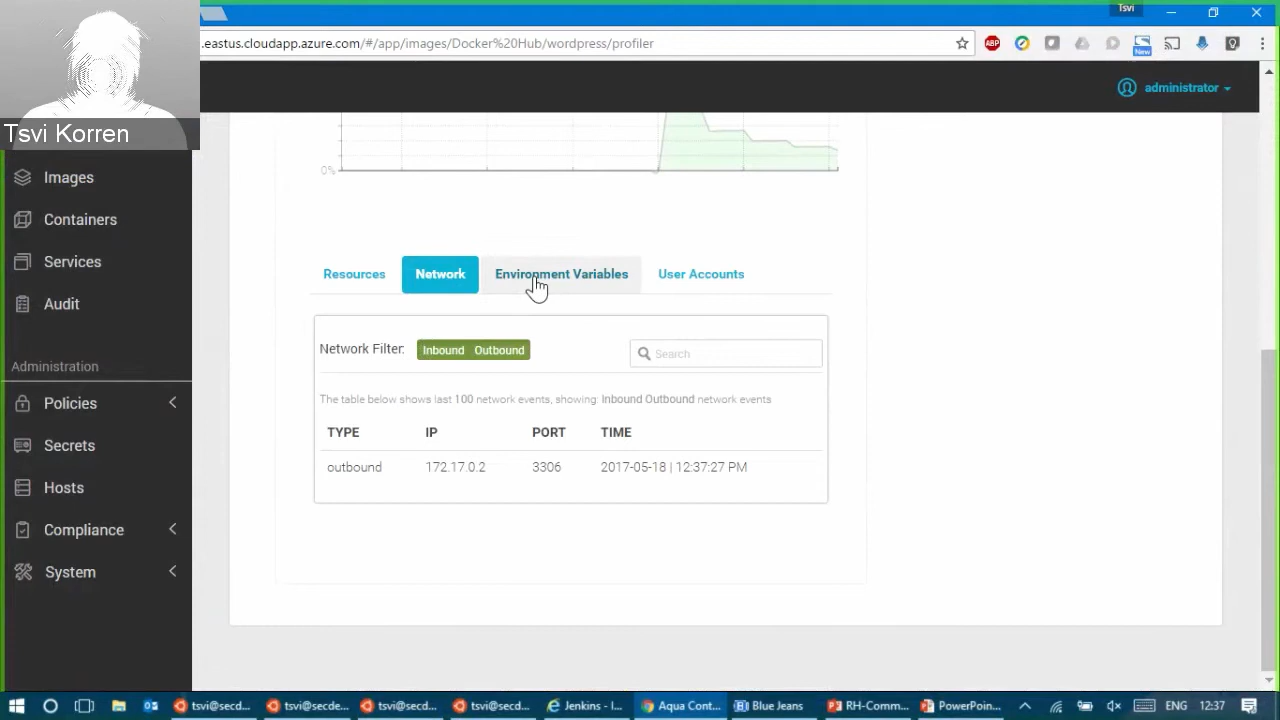 Tsvi
.eastus.cloudapp.azure.com/#/app/images/Docker%20Hub/wordpress/profiler
ABP
New
administrator
Tsvi Korren
0%
Images
Containers
Services
Audit
Administration
Policies
Secrets
Hosts
Compliance
System
Resources Network Environment Variables User Accounts
Network Filter: Inbound Outbound Search
The table below shows last 100 network events, showing: Inbound Outbound network events
TYPE IP PORT TIME
outbound 172.17.0.2 3306 2017-05-18 | 12:37:27 PM
tsvi@secd... tsvi@secde... tsvi@secd... tsvi@secd... Jenkins - I... Aqua Cont... Blue Jeans RH-Comm... PowerPoin... ENG 12:37